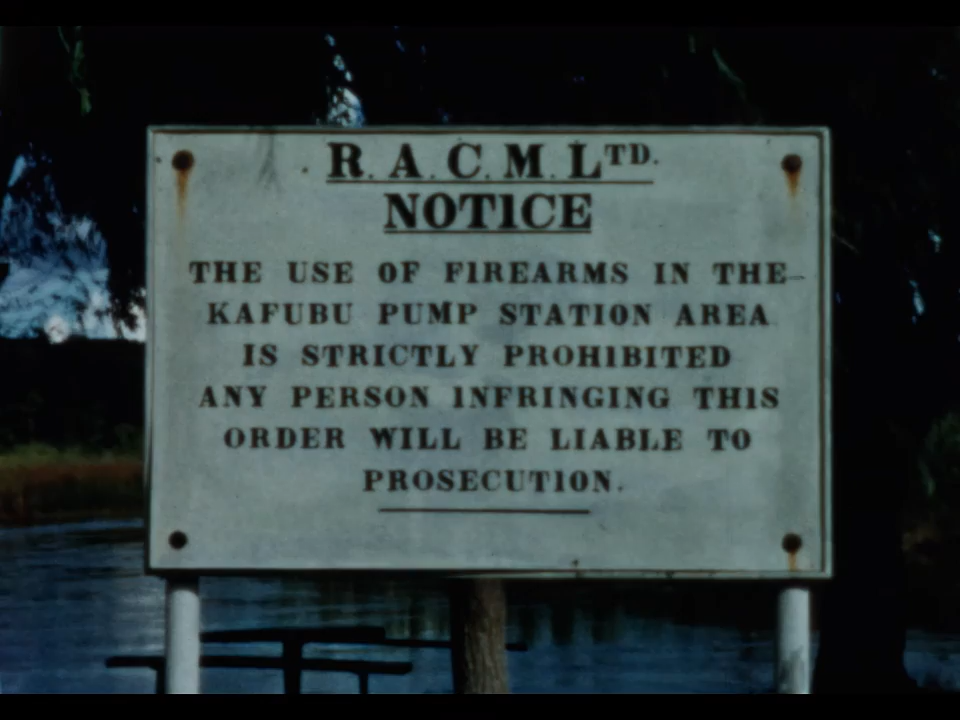 R.A.C.M.LTD.
NOTICE
THE USE OF FIREARMS IN THE
KAFUBU PUMP STATION AREA
IS STRICTLY PROHIBITED
ANY PERSON INFRINGING THIS
ORDER WILL BE LIABLE TO
PROSECUTION.